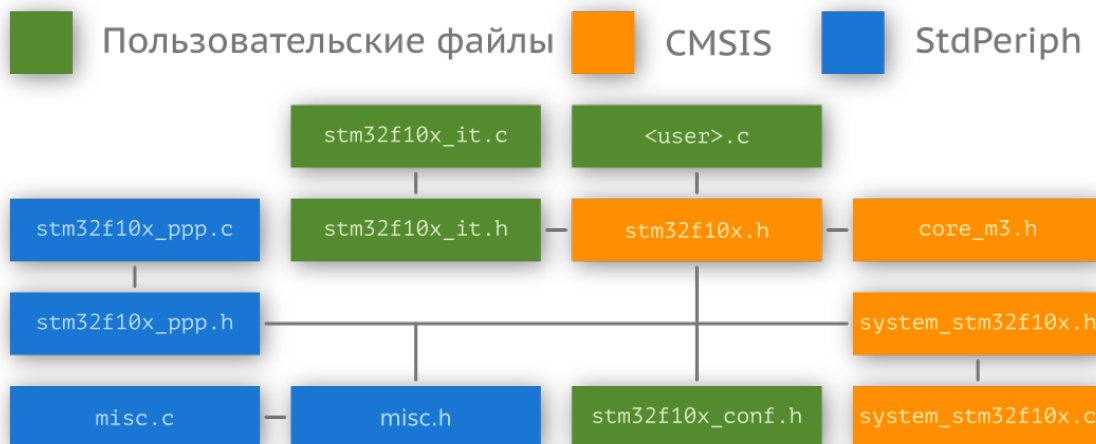 Пользовательские файлы CMSIS StdPeriph
stm32f10x_it.c <user>.c
stm32f10x_ppp.c stm32f10x_it.h stm32f10x.h core_m3.h
stm32f10x_ppp.h system_stm32f10x.h
misc.c misc.h stm32f10x_conf.h system_stm32f10x.c